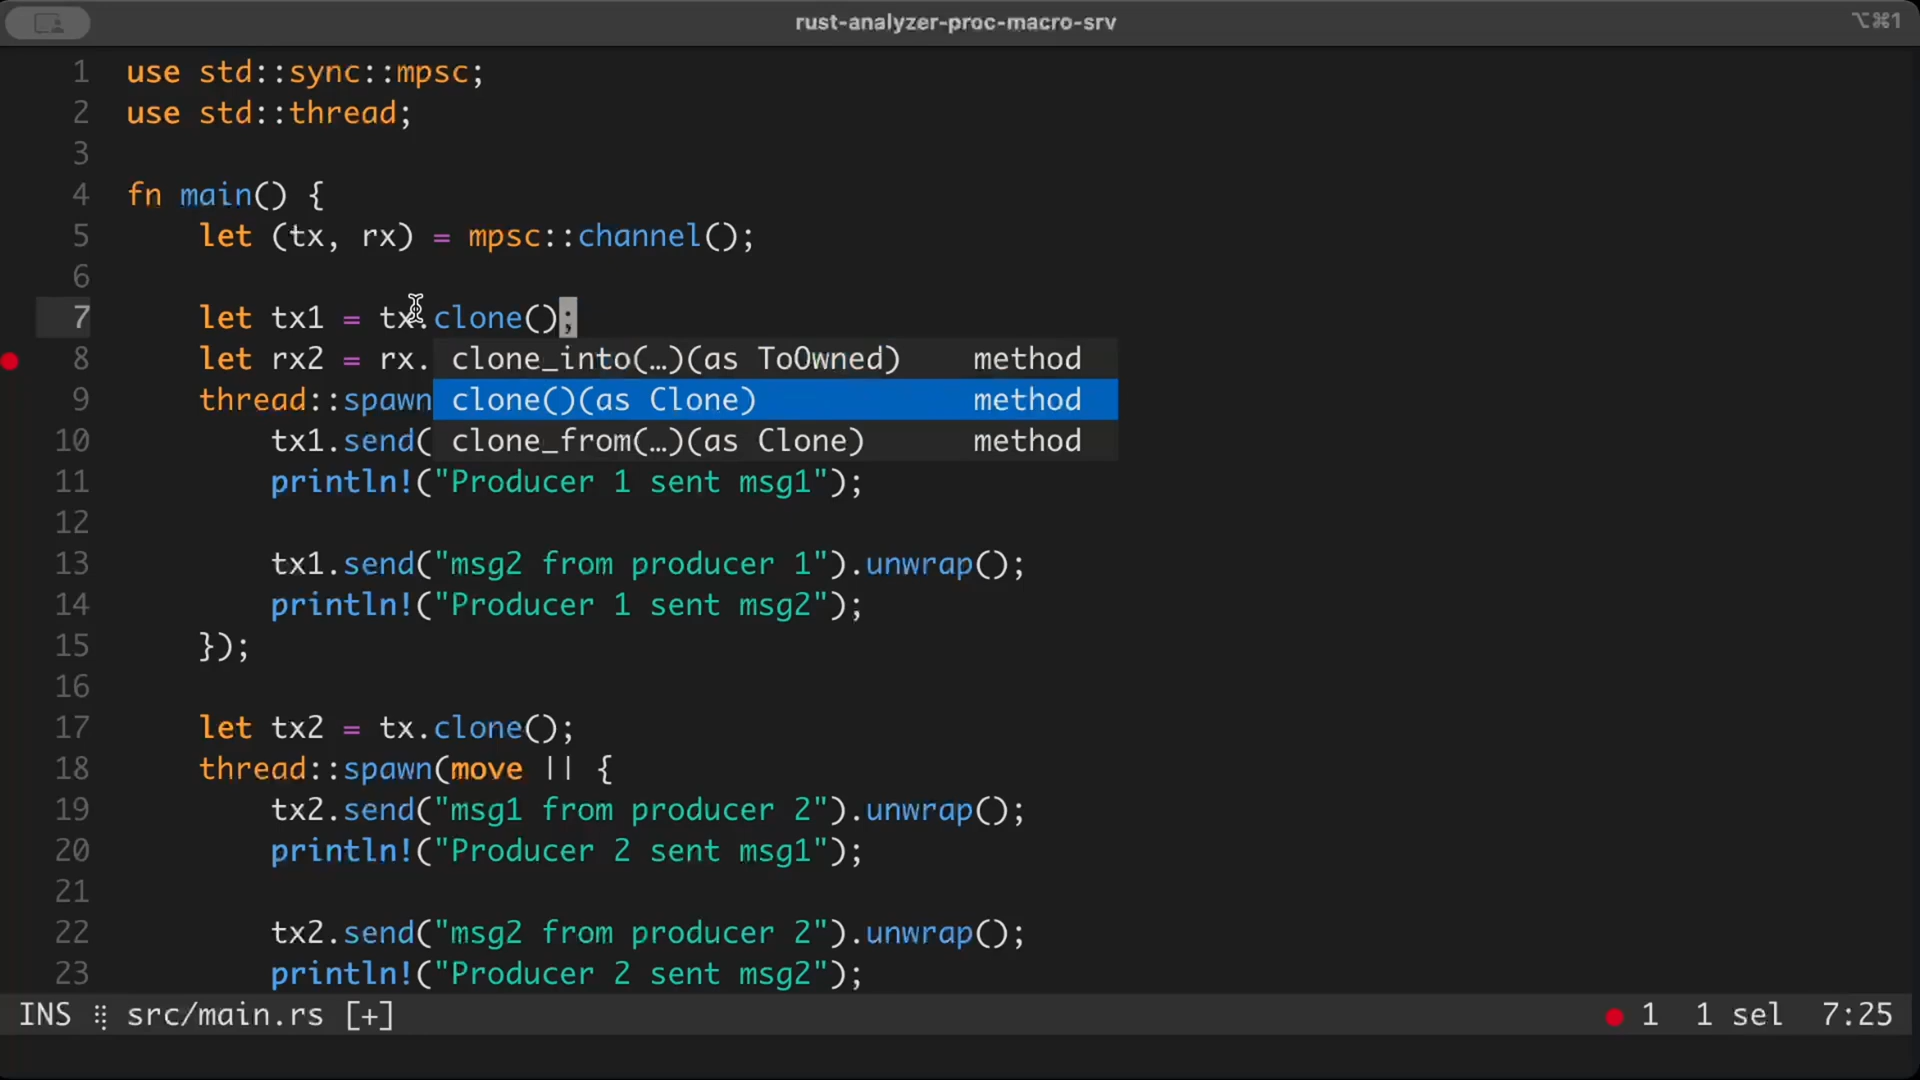 rust-analyzer-proc-macro-srv
⌥⌘1
1 use std::sync::mpsc;
2 use std::thread;
3
4 fn main() {
5 let (tx, rx) = mpsc::channel();
6
7 let tx1 = tx.clone();
8 let rx2 = rx. clone_into(…)(as ToOwned) method
9 thread::spawn clone()(as Clone) method
10 tx1.send( clone_from(…)(as Clone) method
11 println!("Producer 1 sent msg1");
12
13 tx1.send("msg2 from producer 1").unwrap();
14 println!("Producer 1 sent msg2");
15 });
16
17 let tx2 = tx.clone();
18 thread::spawn(move || {
19 tx2.send("msg1 from producer 2").unwrap();
20 println!("Producer 2 sent msg1");
21
22 tx2.send("msg2 from producer 2").unwrap();
23 println!("Producer 2 sent msg2");
INS ⣾ src/main.rs [+] ● 1 1 sel 7:25